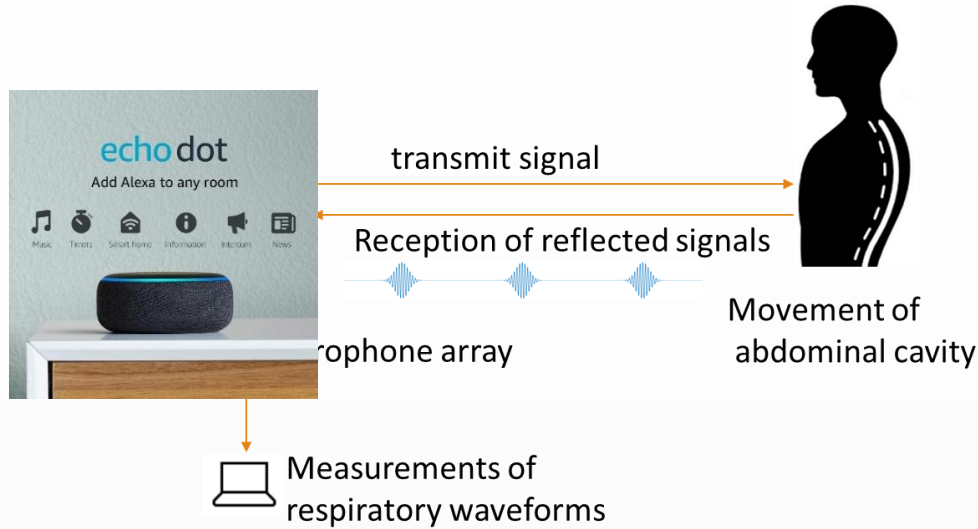 echo dot
Add Alexa to any room
Music Timers Smart home Information Intercom News
transmit signal
Reception of reflected signals
rophone array
Movement of
abdominal cavity
Measurements of
respiratory waveforms